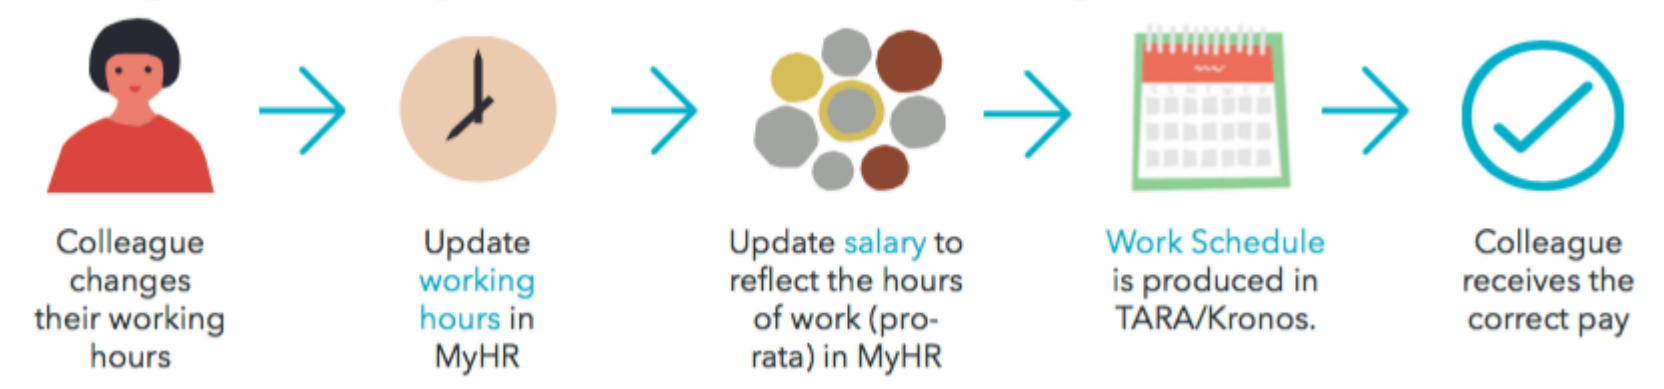 Colleague
changes
their working
hours
Update
working
hours in
MyHR
Update salary to
reflect the hours
of work (pro-
rata) in MyHR
S S M T W T F
Work Schedule
is produced in
TARA/Kronos.
Colleague
receives the
correct pay